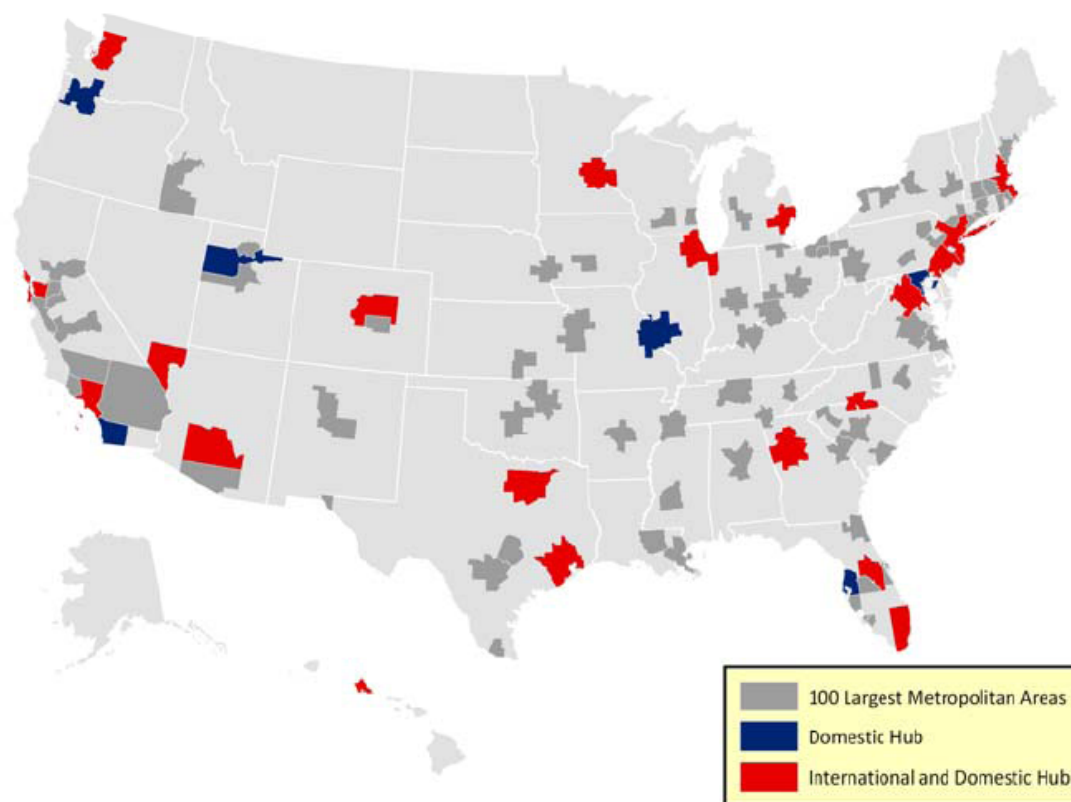 100 Largest Metropolitan Areas
Domestic Hub
International and Domestic Hub